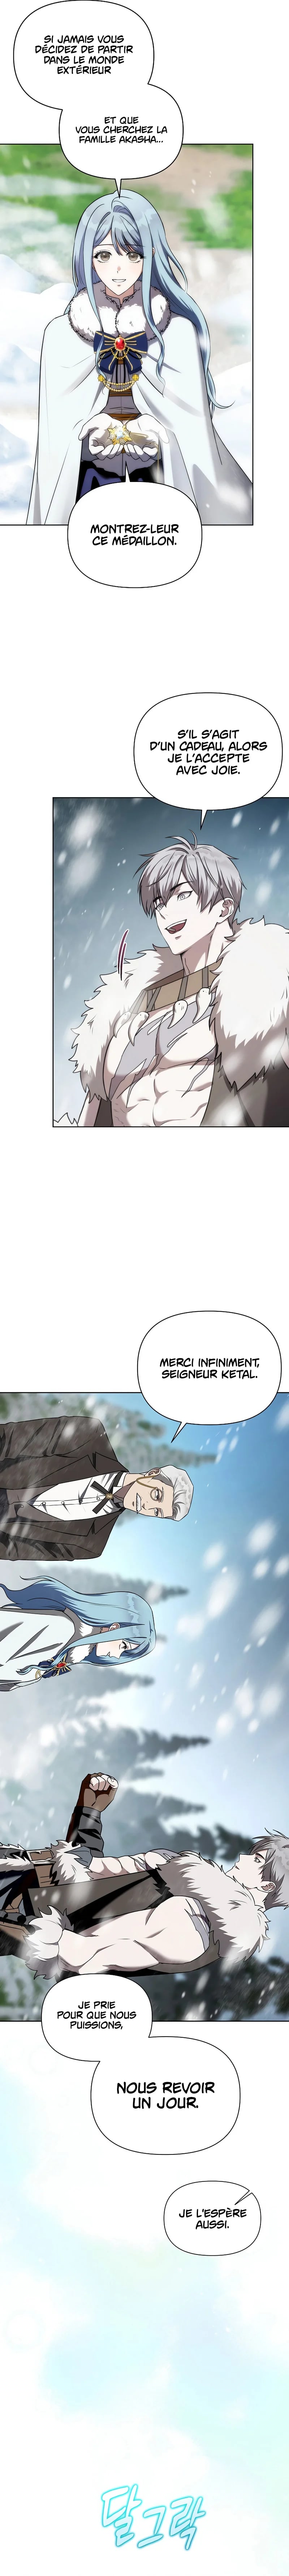 SI JAMAIS VOUS
DÉCIDEZ DE PARTIR
DANS LE MONDE
EXTÉRIEUR
ET QUE
VOUS CHERCHEZ LA
FAMILLE AKASHA...
MONTREZ-LEUR
CE MÉDAILLON.
S'IL S'AGIT
D'UN CADEAU, ALORS
JE L'ACCEPTE
AVEC JOIE.
MERCI INFINIMENT,
SEIGNEUR KETAL.
JE PRIE
POUR QUE NOUS
PUISSIONS,
NOUS REVOIR
UN JOUR.
JE L'ESPÈRE
AUSSI.
달그락